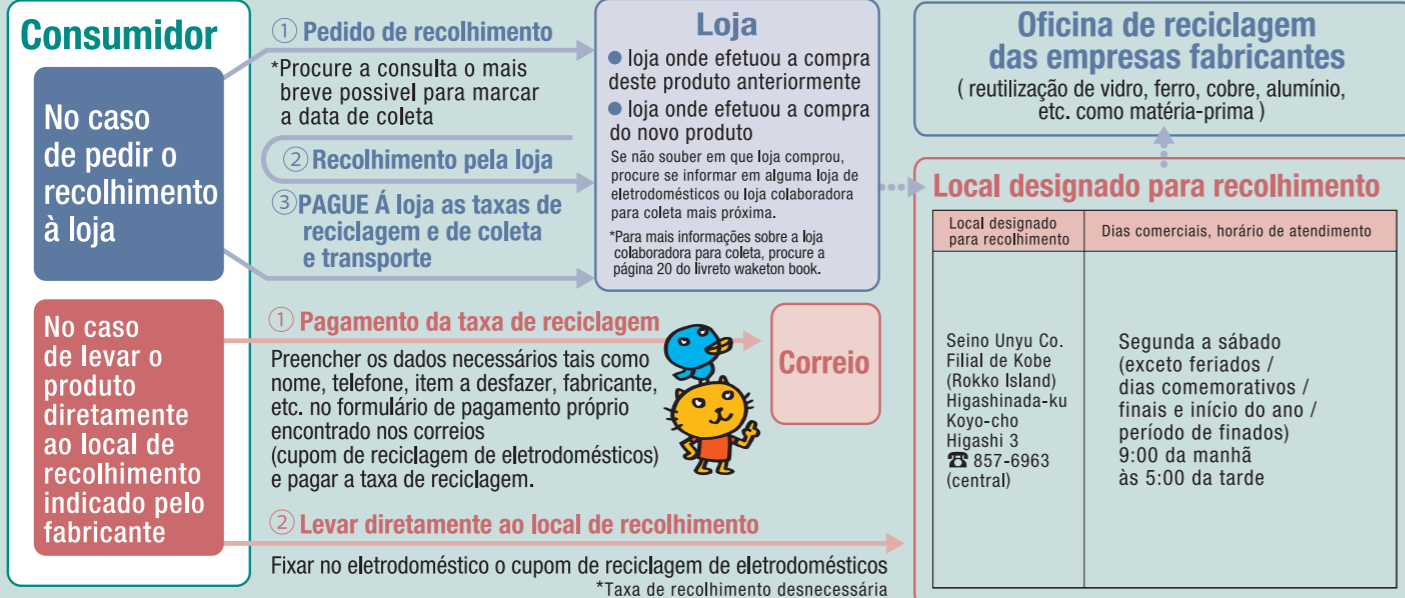 Consumidor
No caso
de pedir o
recolhimento
à loja
① Pedido de recolhimento
*Procure a consulta o mais
breve possivel para marcar
a data de coleta
② Recolhimento pela loja
③ PAGUE Á loja as taxas de
reciclagem e de coleta
e transporte
Loja
● loja onde efetuou a compra
deste produto anteriormente
● loja onde efetuou a compra
do novo produto
Se não souber em que loja comprou,
procure se informar em alguma loja de
eletrodomésticos ou loja colaboradora
para coleta mais próxima.
*Para mais informações sobre a loja
colaboradora para coleta, procure a
página 20 do livreto waketon book.
Oficina de reciclagem
das empresas fabricantes
( reutilização de vidro, ferro, cobre, alumínio,
etc. como matéria-prima )
No caso
de levar o
produto
diretamente
ao local de
recolhimento
indicado pelo
fabricante
① Pagamento da taxa de reciclagem
Preencher os dados necessários tais como
nome, telefone, item a desfazer, fabricante,
etc. no formulário de pagamento próprio
encontrado nos correios
(cupom de reciclagem de eletrodomésticos)
e pagar a taxa de reciclagem.
Correio
② Levar diretamente ao local de recolhimento
Fixar no eletrodoméstico o cupom de reciclagem de eletrodomésticos
*Taxa de recolhimento desnecessária
Local designado para recolhimento
Local designado
para recolhimento
Dias comerciais, horário de atendimento
Seino Unyu Co.
Filial de Kobe
(Rokko Island)
Higashinada-ku
Koyo-cho
Higashi 3
☎ 857-6963
(central)
Segunda a sábado
(exceto feriados /
dias comemorativos /
finais e início do ano /
período de finados)
9:00 da manhã
às 5:00 da tarde